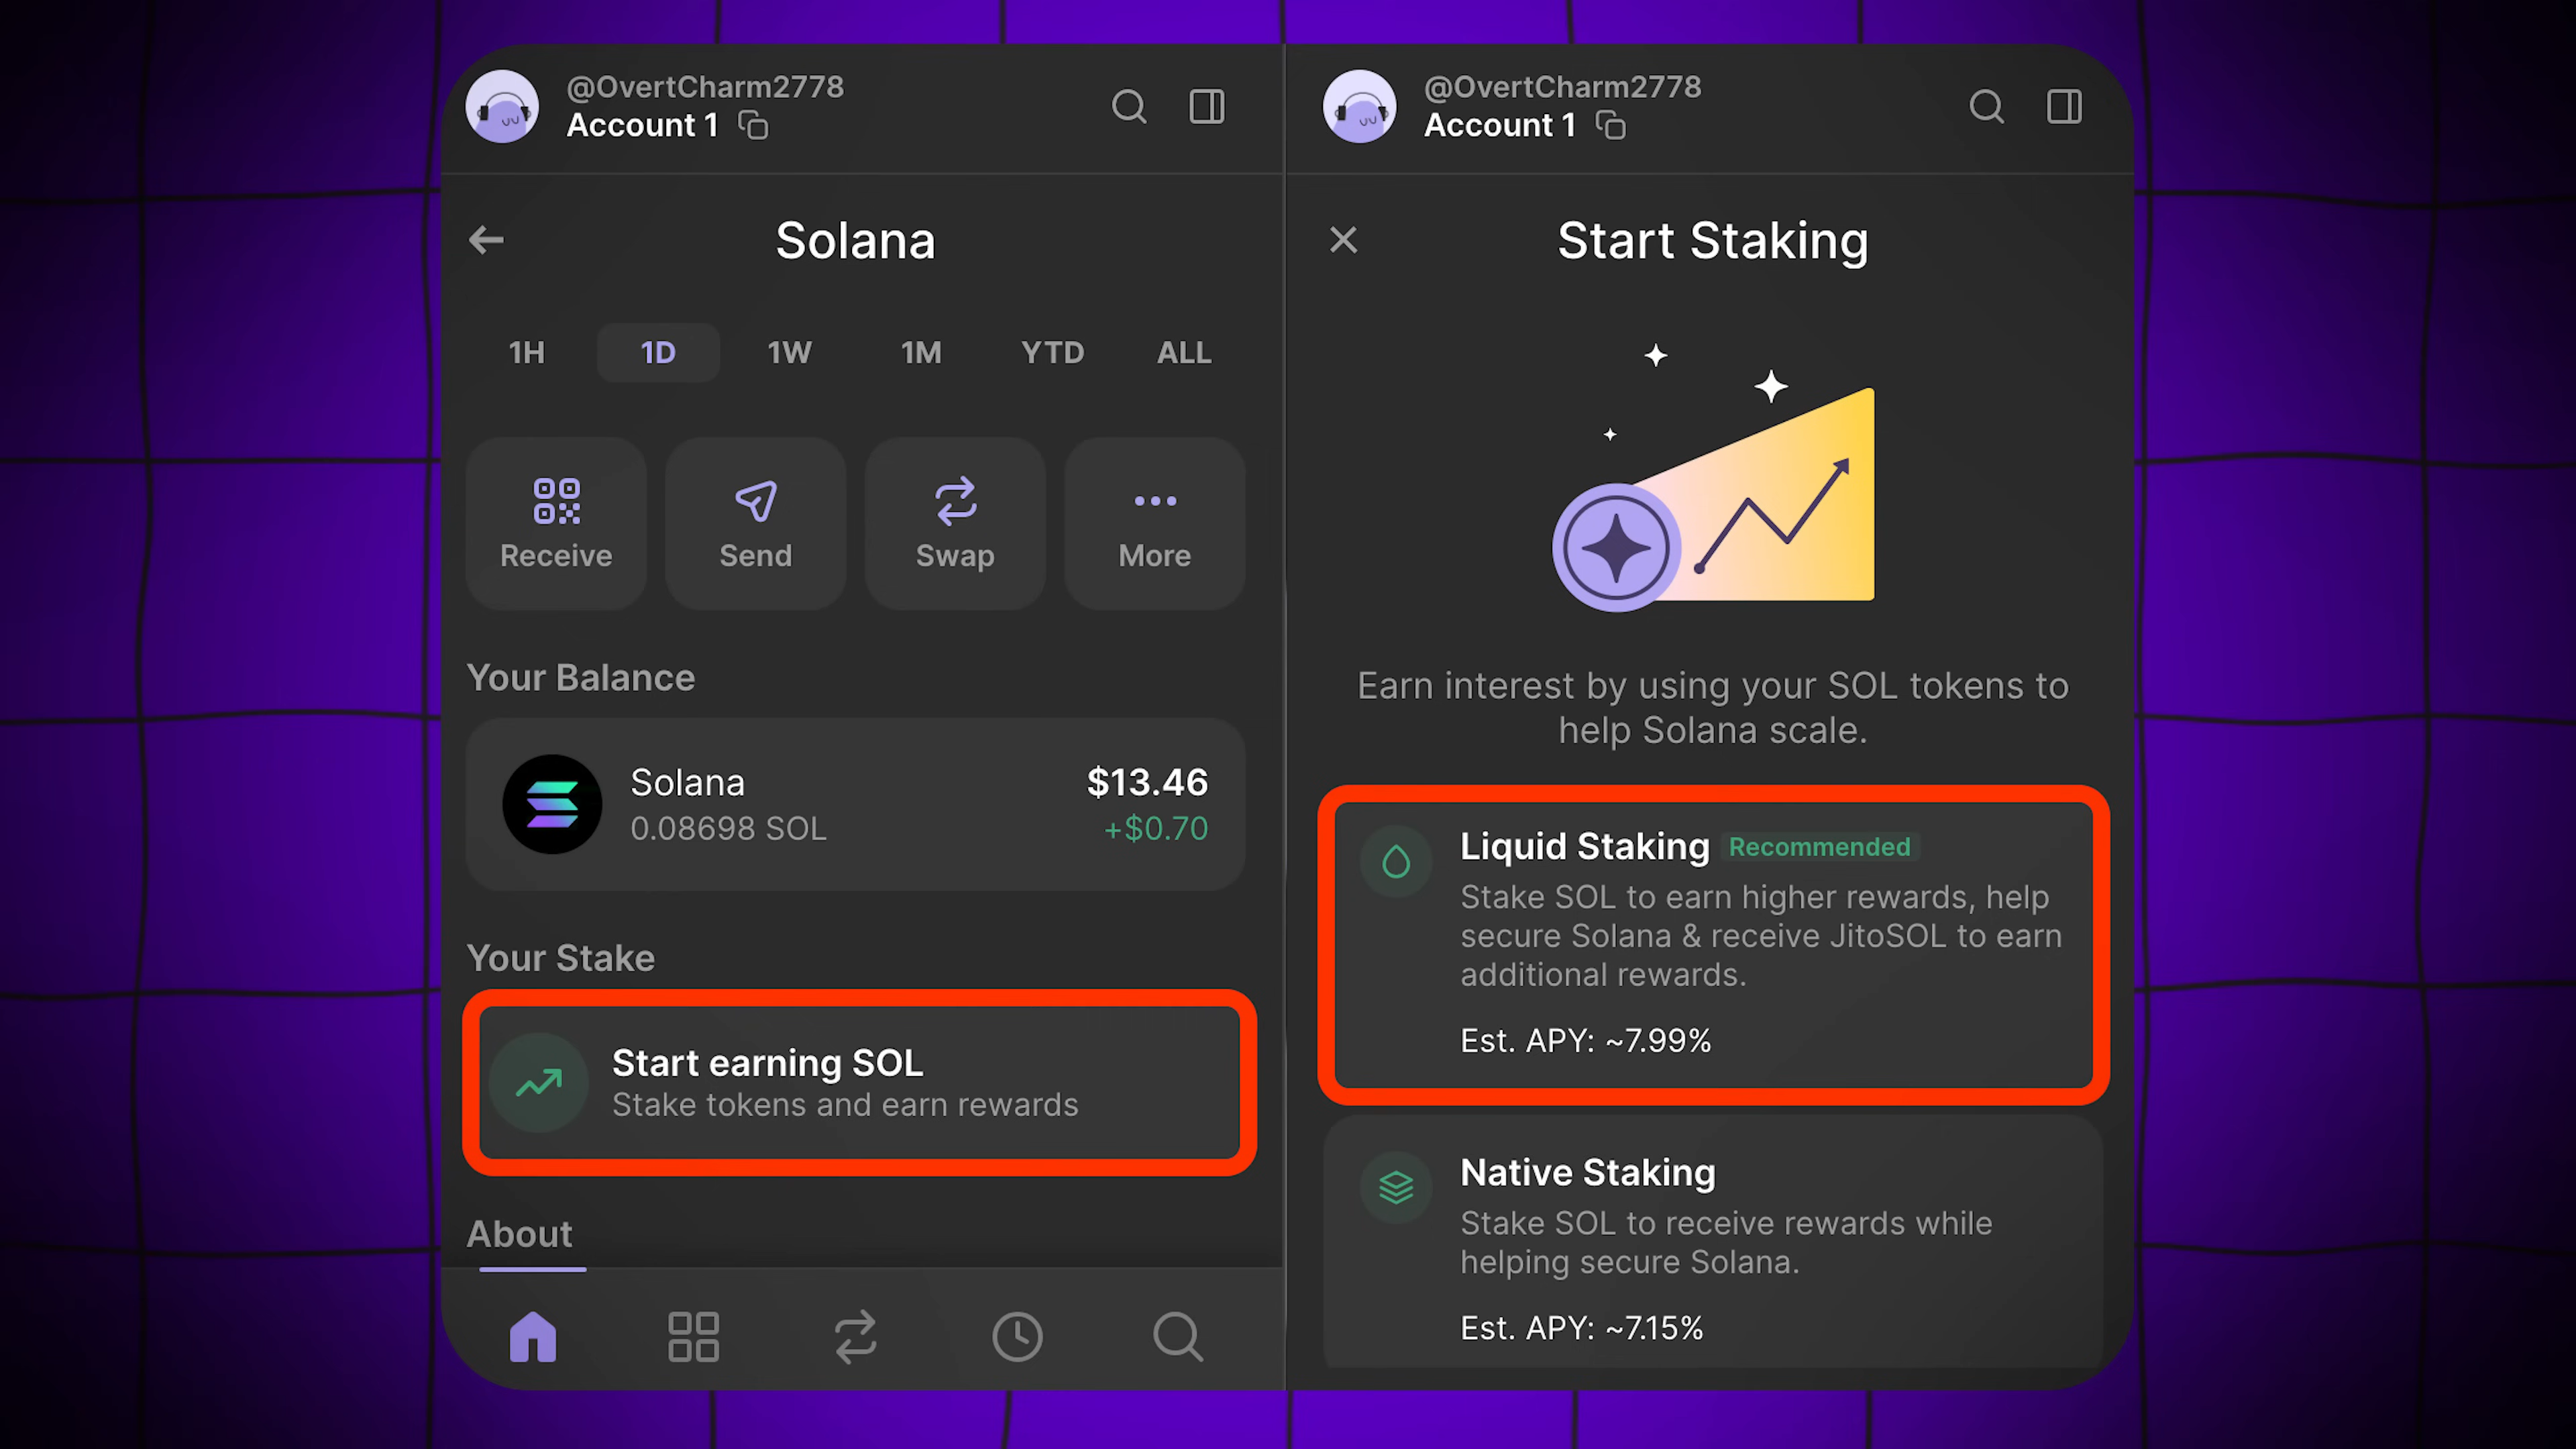 @OvertCharm2778
Account 1
Solana
1H 1D 1W 1M YTD ALL
Receive Send Swap More
Your Balance
Solana
$13.46
0.08698 SOL
+$0.70
Your Stake
Start earning SOL
Stake tokens and earn rewards
About
@OvertCharm2778
Account 1
Start Staking
Earn interest by using your SOL tokens to
help Solana scale.
Liquid Staking Recommended
Stake SOL to earn higher rewards, help
secure Solana & receive JitoSOL to earn
additional rewards.
Est. APY: ~7.99%
Native Staking
Stake SOL to receive rewards while
helping secure Solana.
Est. APY: ~7.15%